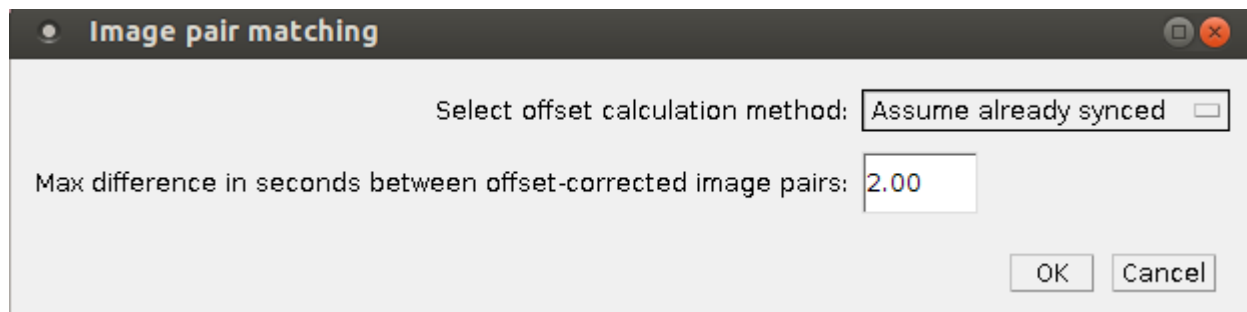 Image pair matching
Select offset calculation method: Assume already synced
Max difference in seconds between offset-corrected image pairs: 2.00
OK Cancel